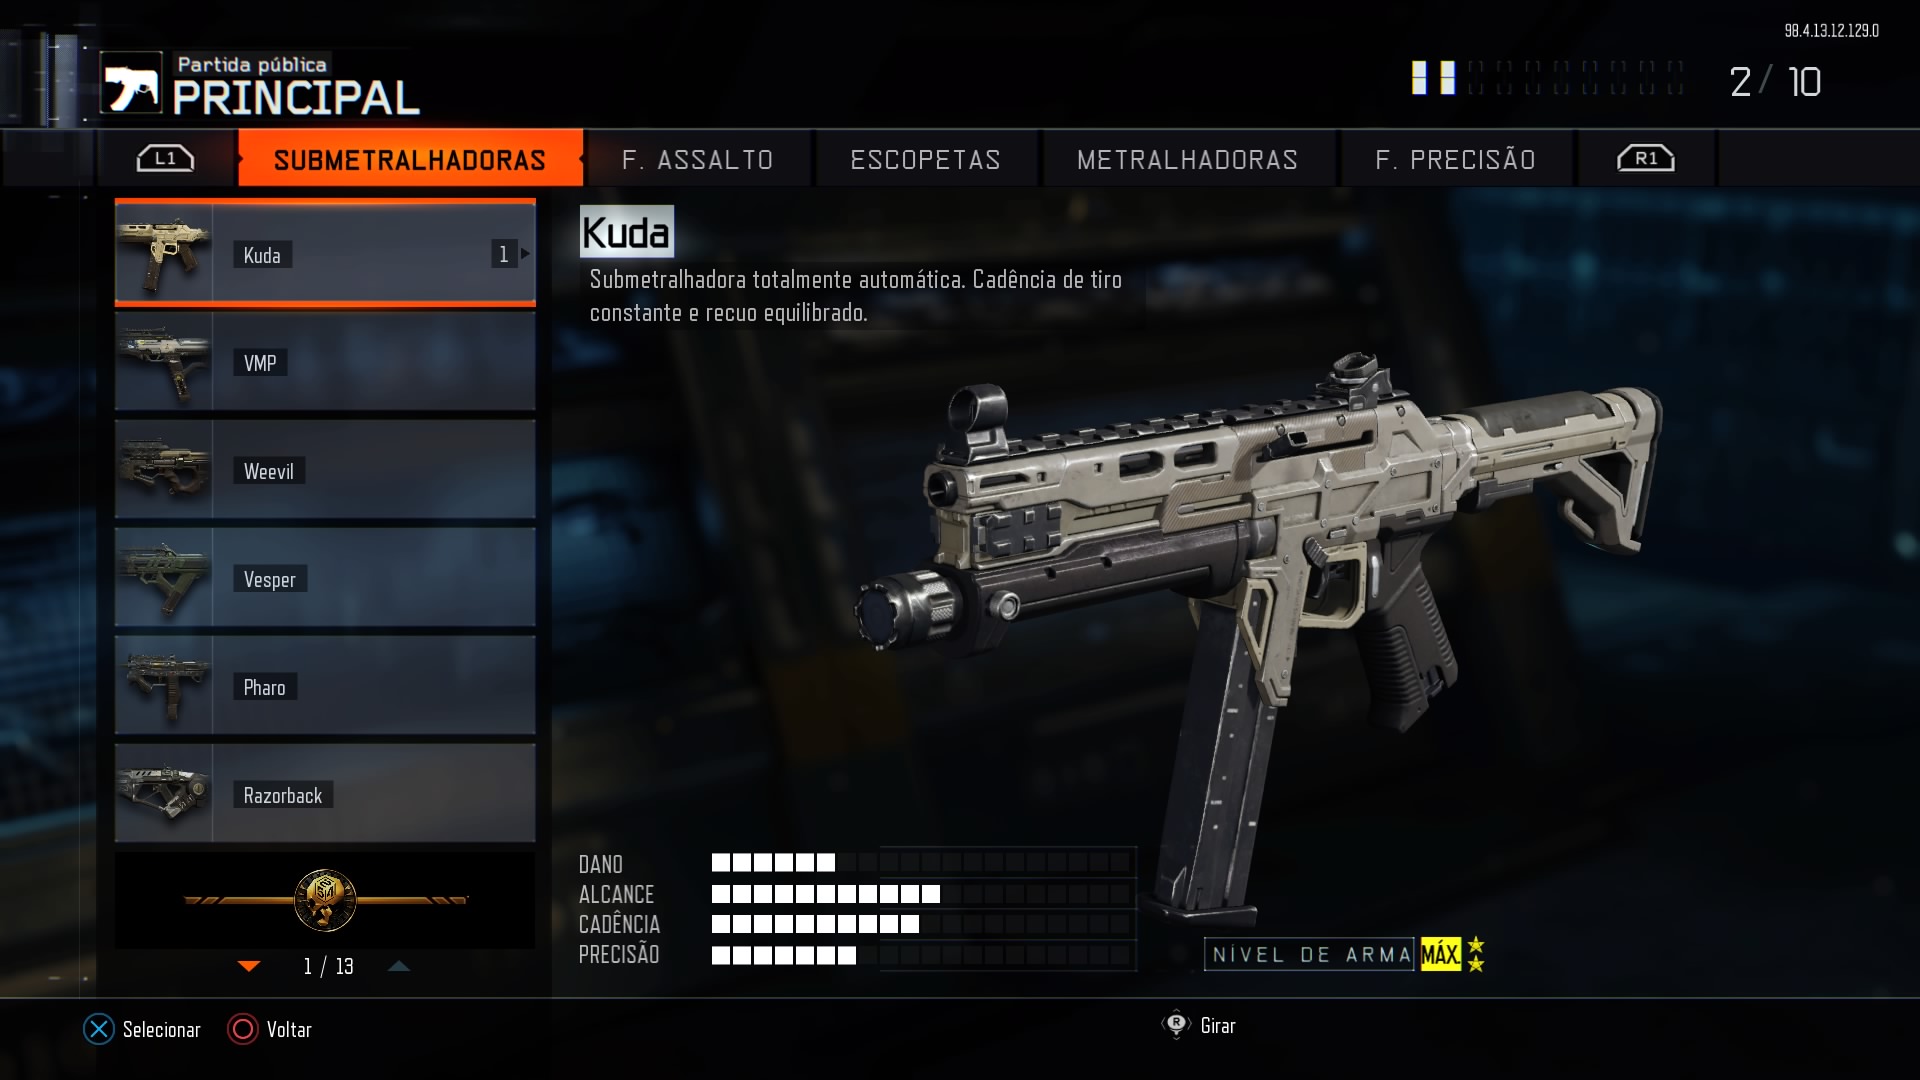 98.4.13.12.129.0
Partida pública
PRINCIPAL
2 / 10
L1
SUBMETRALHADORAS
F. ASSALTO
ESCOPETAS
METRALHADORAS
F. PRECISÃO
R1
Kuda
1
VMP
Weevil
Vesper
Pharo
Razorback
1 / 13
Kuda
Submetralhadora totalmente automática. Cadência de tiro
constante e recuo equilibrado.
DANO
ALCANCE
CADÊNCIA
PRECISÃO
NÍVEL DE ARMA MÁX.
Selecionar
Voltar
R Girar